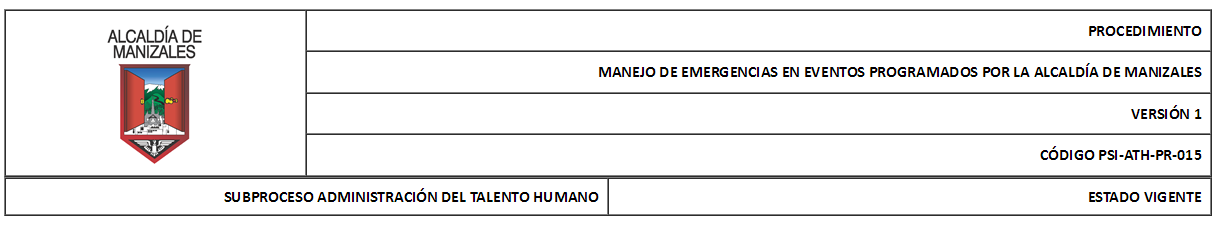 ALCALDÍA DE
MANIZALES
PROCEDIMIENTO
MANEJO DE EMERGENCIAS EN EVENTOS PROGRAMADOS POR LA ALCALDÍA DE MANIZALES
VERSIÓN 1
CÓDIGO PSI-ATH-PR-015
SUBPROCESO ADMINISTRACIÓN DEL TALENTO HUMANO
ESTADO VIGENTE